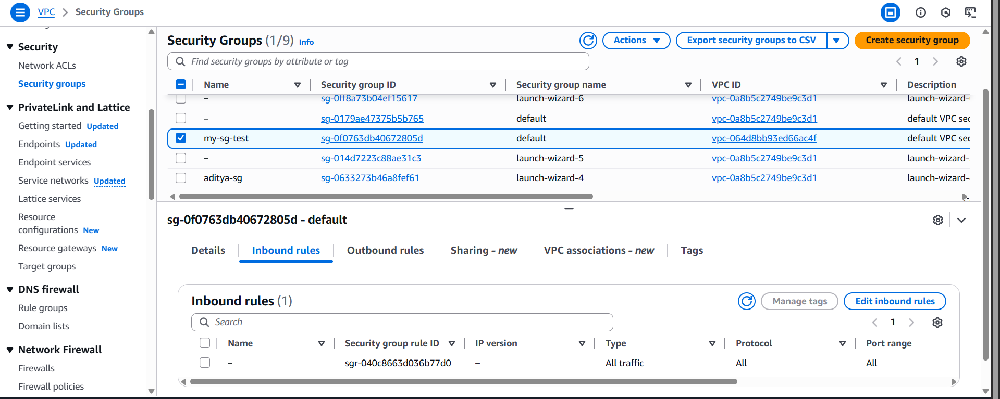 VPC > Security Groups
Security
Network ACLs
Security groups
PrivateLink and Lattice
Getting started Updated
Endpoints Updated
Endpoint services
Service networks Updated
Lattice services
Resource
configurations New
Resource gateways New
Target groups
DNS firewall
Rule groups
Domain lists
Network Firewall
Firewalls
Firewall policies
Security Groups (1/9) Info
Actions
Export security groups to CSV
Create security group
Find security groups by attribute or tag
1
Name Security group ID Security group name VPC ID Description
– sg-0ff8a73b04ef15617 launch-wizard-6 vpc-0a8b5c2749be9c3d1 launch-wizard-
– sg-0179ae47375b5b765 default vpc-0a8b5c2749be9c3d1 default VPC sec
my-sg-test sg-0f0763db40672805d default vpc-064d8bb93ed66ac4f default VPC sec
– sg-014d7223c88ae31c3 launch-wizard-5 vpc-0a8b5c2749be9c3d1 launch-wizard-
aditya-sg sg-0633273b46a8fef61 launch-wizard-4 vpc-0a8b5c2749be9c3d1 launch-wizard-
sg-0f0763db40672805d - default
Details Inbound rules Outbound rules Sharing - new VPC associations - new Tags
Inbound rules (1)
Manage tags
Edit inbound rules
Search
1
Name Security group rule ID IP version Type Protocol Port range
– sgr-040c8663d036b77d0 – All traffic All All